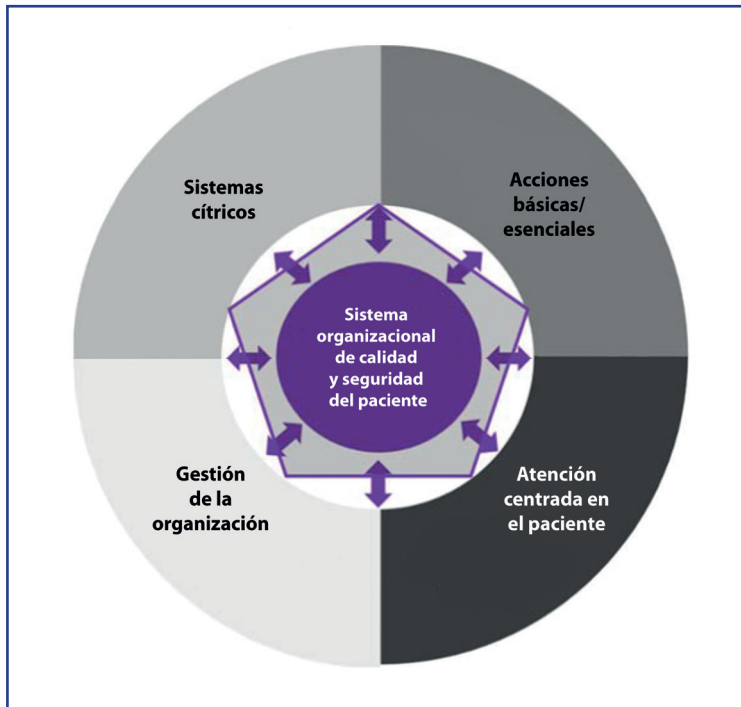 Sistemas
cítricos
Acciones
básicas/
esenciales
Sistema
organizacional
de calidad
y seguridad
del paciente
Gestión
de la
organización
Atención
centrada en
el paciente